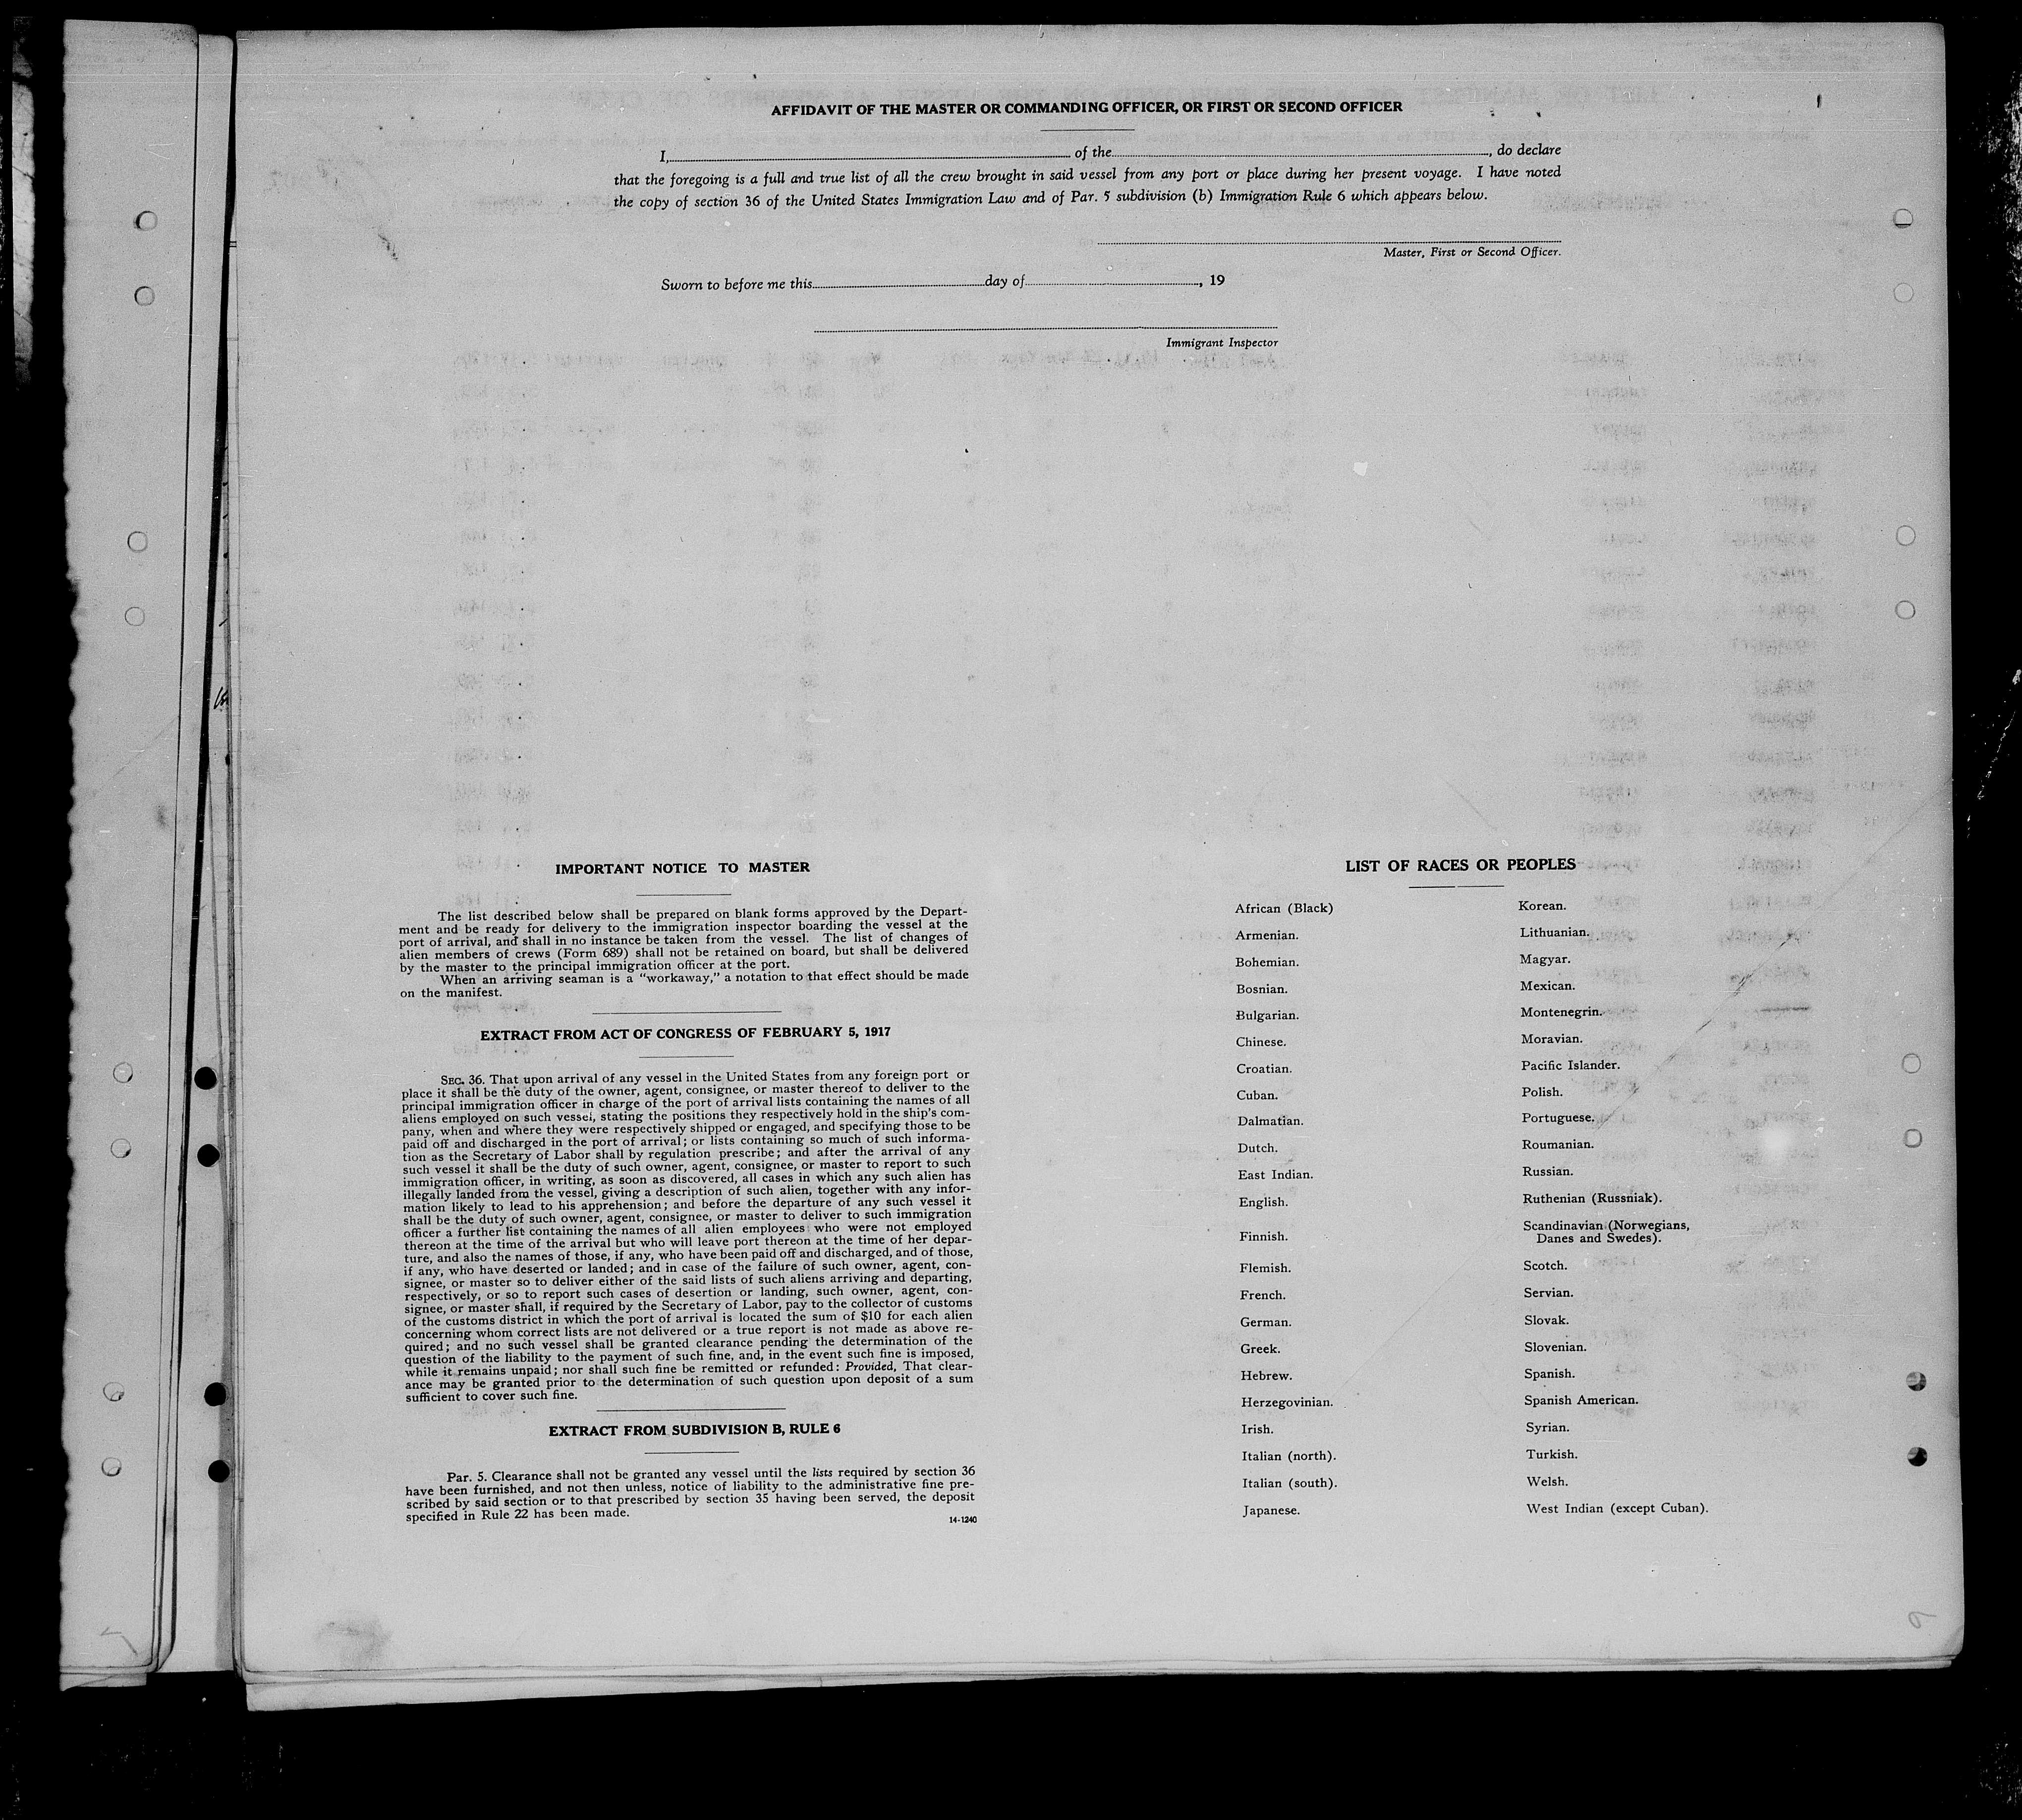 AFFIDAVIT OF THE MASTER OR COMMANDING OFFICER, OR FIRST OR SECOND OFFICER
I, of the , do declare
that the foregoing is a full and true list of all the crew brought in said vessel from any port or place during her present voyage. I have noted
the copy of section 36 of the United States Immigration Law and of Par. 5 subdivision (b) Immigration Rule 6 which appears below.
Master, First or Second Officer.
Sworn to before me this day of , 19
Immigrant Inspector
IMPORTANT NOTICE TO MASTER
The list described below shall be prepared on blank forms approved by the Depart-
ment and be ready for delivery to the immigration inspector boarding the vessel at the
port of arrival, and shall in no instance be taken from the vessel. The list of changes of
alien members of crews (Form 689) shall not be retained on board, but shall be delivered
by the master to the principal immigration officer at the port.
When an arriving seaman is a "workaway," a notation to that effect should be made
on the manifest.
EXTRACT FROM ACT OF CONGRESS OF FEBRUARY 5, 1917
SEC. 36. That upon arrival of any vessel in the United States from any foreign port or
place it shall be the duty of the owner, agent, consignee, or master thereof to deliver to the
principal immigration officer in charge of the port of arrival lists containing the names of all
aliens employed on such vessel, stating the positions they respectively hold in the ship's com-
pany, when and where they were respectively shipped or engaged, and specifying those to be
paid off and discharged in the port of arrival; or lists containing so much of such informa-
tion as the Secretary of Labor shall by regulation prescribe; and after the arrival of any
such vessel it shall be the duty of such owner, agent, consignee, or master to report to such
immigration officer, in writing, as soon as discovered, all cases in which any such alien has
illegally landed from the vessel, giving a description of such alien, together with any infor-
mation likely to lead to his apprehension; and before the departure of any such vessel it
shall be the duty of such owner, agent, consignee, or master to deliver to such immigration
officer a further list containing the names of all alien employees who were not employed
thereon at the time of the arrival but who will leave port thereon at the time of her depar-
ture, and also the names of those, if any, who have been paid off and discharged, and of those,
if any, who have deserted or landed; and in case of the failure of such owner, agent, con-
signee, or master so to deliver either of the said lists of such aliens arriving and departing,
respectively, or so to report such cases of desertion or landing, such owner, agent, con-
signee, or master shall, if required by the Secretary of Labor, pay to the collector of customs
of the customs district in which the port of arrival is located the sum of $10 for each alien
concerning whom correct lists are not delivered or a true report is not made as above re-
quired; and no such vessel shall be granted clearance pending the determination of the
question of the liability to the payment of such fine, and, in the event such fine is imposed,
while it remains unpaid; nor shall such fine be remitted or refunded: Provided, That clear-
ance may be granted prior to the determination of such question upon deposit of a sum
sufficient to cover such fine.
EXTRACT FROM SUBDIVISION B, RULE 6
Par. 5. Clearance shall not be granted any vessel until the lists required by section 36
have been furnished, and not then unless, notice of liability to the administrative fine pre-
scribed by said section or to that prescribed by section 35 having been served, the deposit
specified in Rule 22 has been made.
14-1240
LIST OF RACES OR PEOPLES
African (Black)
Armenian.
Bohemian.
Bosnian.
Bulgarian.
Chinese.
Croatian.
Cuban.
Dalmatian.
Dutch.
East Indian.
English.
Finnish.
Flemish.
French.
German.
Greek.
Hebrew.
Herzegovinian.
Irish.
Italian (north).
Italian (south).
Japanese.
Korean.
Lithuanian.
Magyar.
Mexican.
Montenegrin.
Moravian.
Pacific Islander.
Polish.
Portuguese.
Roumanian.
Russian.
Ruthenian (Russniak).
Scandinavian (Norwegians,
Danes and Swedes).
Scotch.
Servian.
Slovak.
Slovenian.
Spanish.
Spanish American.
Syrian.
Turkish.
Welsh.
West Indian (except Cuban).